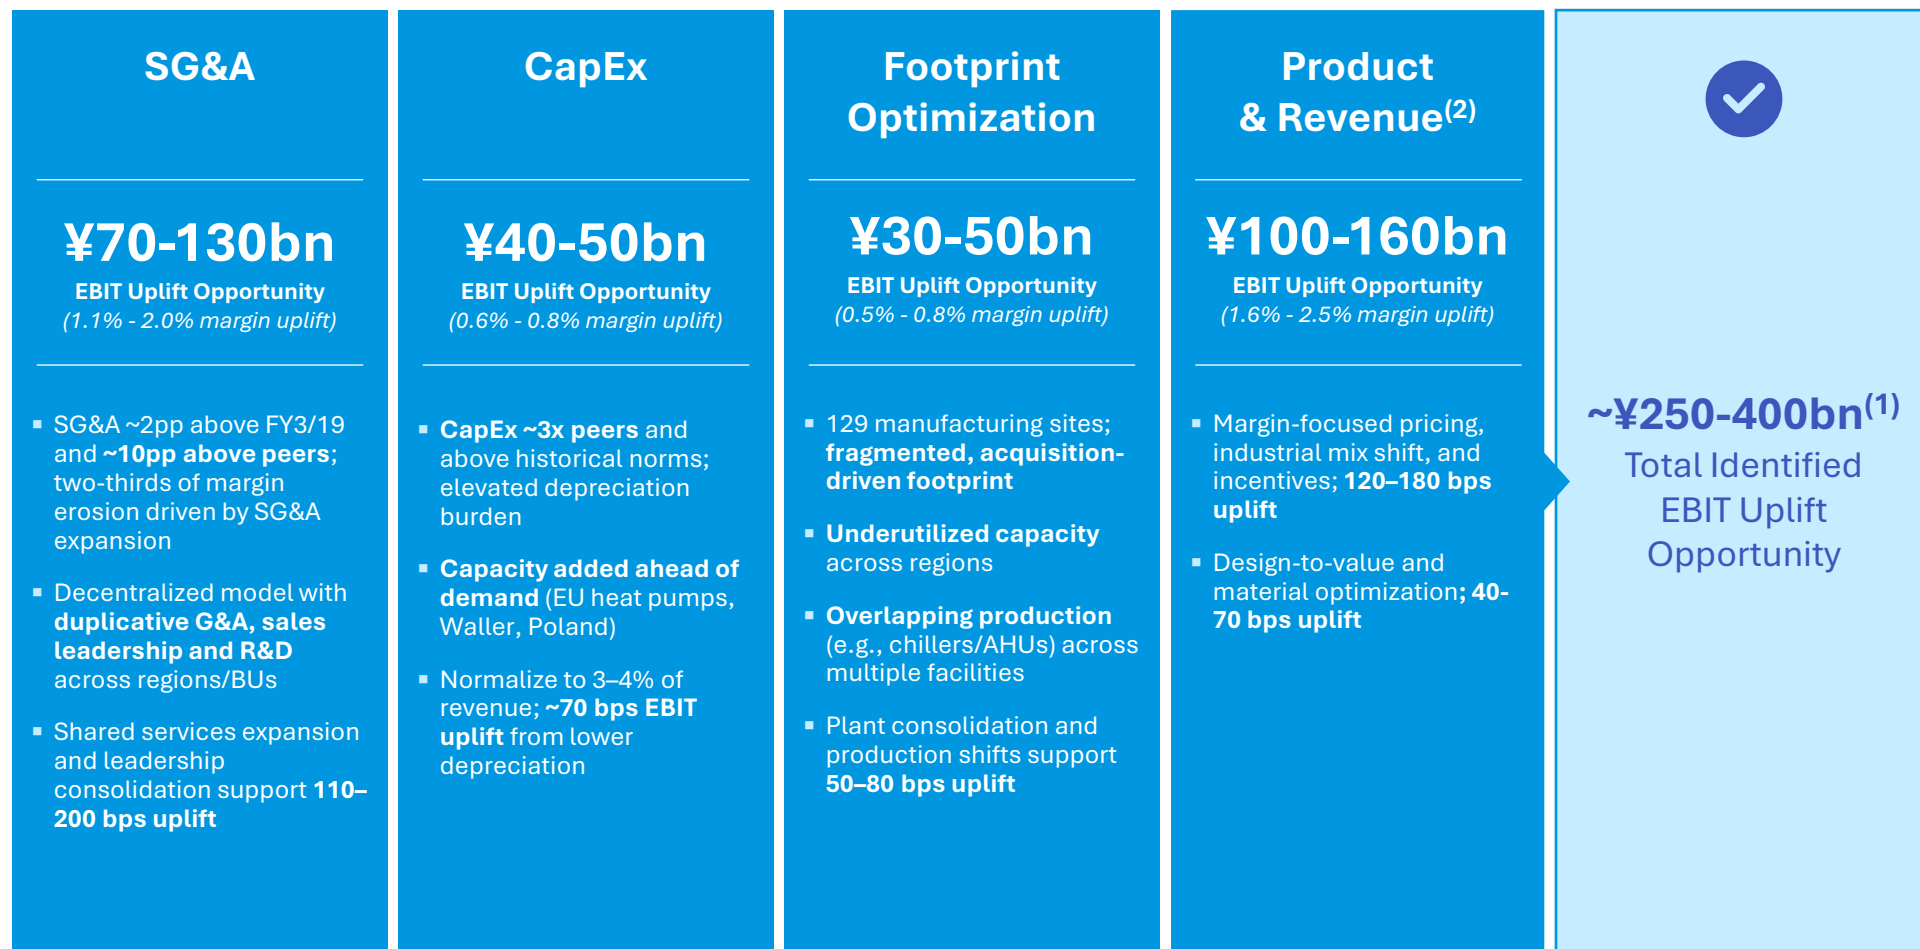 SG&A
¥70-130bn
EBIT Uplift Opportunity
(1.1% - 2.0% margin uplift)
▪ SG&A ~2pp above FY3/19
and ~10pp above peers;
two-thirds of margin
erosion driven by SG&A
expansion
▪ Decentralized model with
duplicative G&A, sales
leadership and R&D
across regions/BUs
▪ Shared services expansion
and leadership
consolidation support 110–
200 bps uplift
CapEx
¥40-50bn
EBIT Uplift Opportunity
(0.6% - 0.8% margin uplift)
▪ CapEx ~3x peers and
above historical norms;
elevated depreciation
burden
▪ Capacity added ahead of
demand (EU heat pumps,
Waller, Poland)
▪ Normalize to 3–4% of
revenue; ~70 bps EBIT
uplift from lower
depreciation
Footprint
Optimization
¥30-50bn
EBIT Uplift Opportunity
(0.5% - 0.8% margin uplift)
▪ 129 manufacturing sites;
fragmented, acquisition-
driven footprint
▪ Underutilized capacity
across regions
▪ Overlapping production
(e.g., chillers/AHUs) across
multiple facilities
▪ Plant consolidation and
production shifts support
50–80 bps uplift
Product
& Revenue(2)
¥100-160bn
EBIT Uplift Opportunity
(1.6% - 2.5% margin uplift)
▪ Margin-focused pricing,
industrial mix shift, and
incentives; 120–180 bps
uplift
▪ Design-to-value and
material optimization; 40-
70 bps uplift
~¥250-400bn(1)
Total Identified
EBIT Uplift
Opportunity